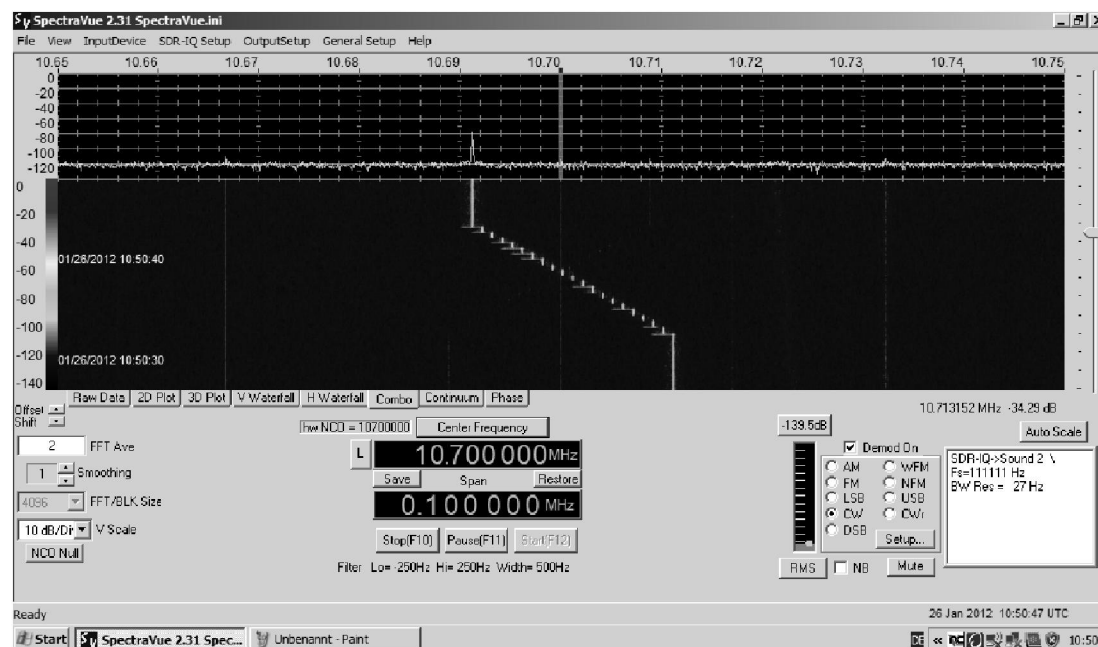 SpectraVue 2.31 SpectraVue.ini
File View InputDevice SDR-IQ Setup OutputSetup General Setup Help
10.65 10.66 10.67 10.68 10.69 10.70 10.71 10.72 10.73 10.74 10.75
0
-20
-40
-60
-80
-100
-120
0
-20
-40
01/26/2012 10:50:40
-60
-80
-100
-120
01/26/2012 10:50:30
-140
Raw Data 2D Plot 3D Plot V Waterfall H Waterfall Combo Continuum Phase
Offset
Shift
10.713152 MHz -34.29 dB
hw NCO = 10700000 Center Frequency
-139.5dB
Auto Scale
2 FFT Ave
L 10.700 000 MHz
Demod On
1 Smoothing
Save Span Restore
AM WFM
FM NFM
LSB USB
CW CWr
DSB
Setup...
SDR-IQ->Sound 2 \
Fs=111111 Hz
BW Res = 27 Hz
4096 FFT/BLK Size
0.100 000 MHz
10 dB/Div V Scale
Stop(F10) Pause(F11) Start(F12)
NCO Null
Filter Lo= -250Hz Hi= 250Hz Width= 500Hz
RMS NB Mute
Ready
26 Jan 2012 10:50:47 UTC
Start SpectraVue 2.31 Spec... Unbenannt - Paint
DE « 10:50